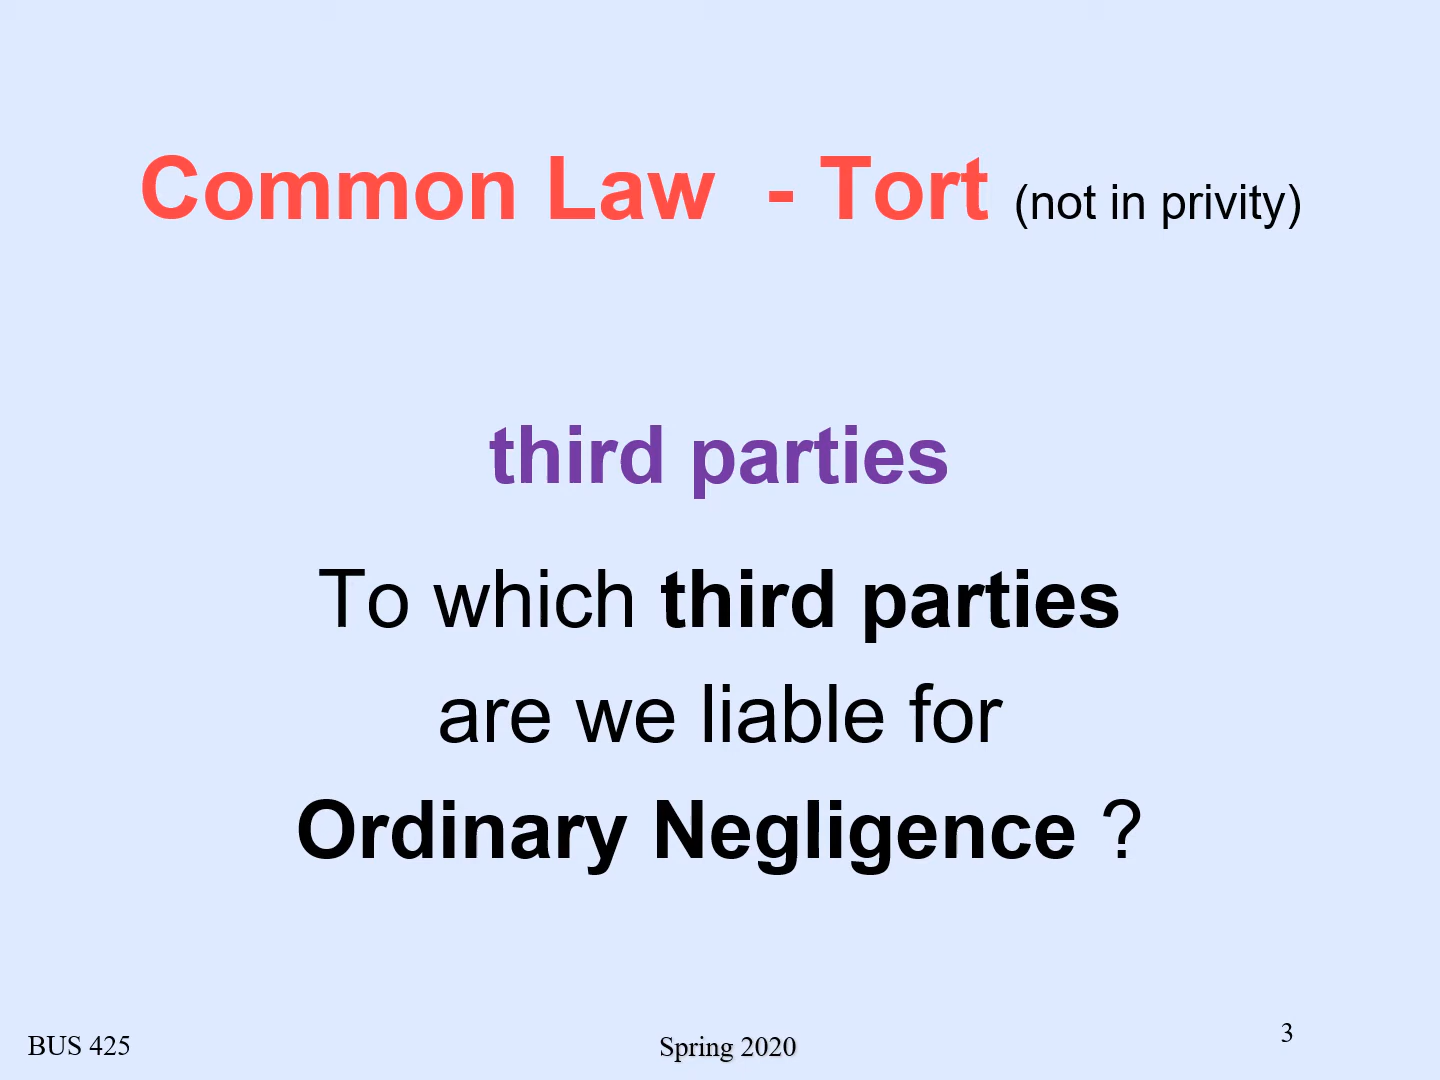 Common Law - Tort (not in privity)
third parties
To which third parties
are we liable for
Ordinary Negligence ?
BUS 425
Spring 2020
3